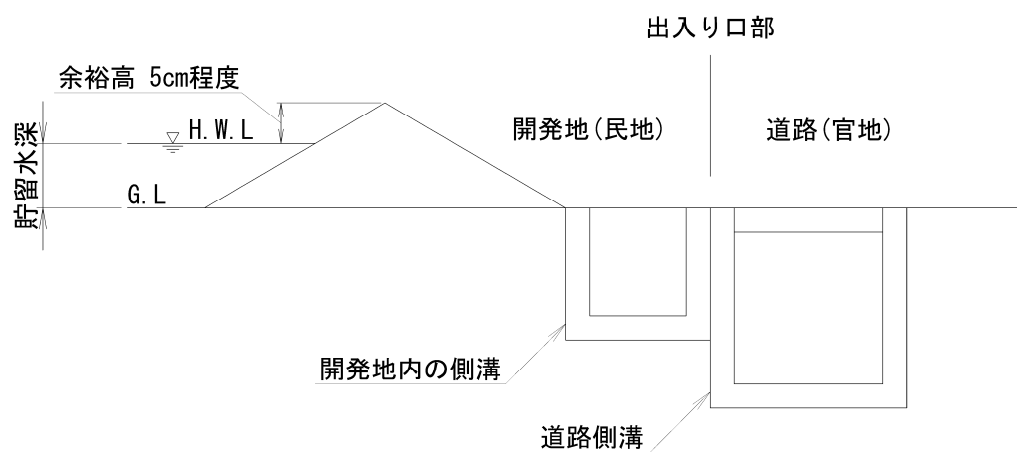 出入り口部
余裕高 5cm程度
H.W.L
開発地(民地)
道路(官地)
貯留水深
G.L
開発地内の側溝
道路側溝